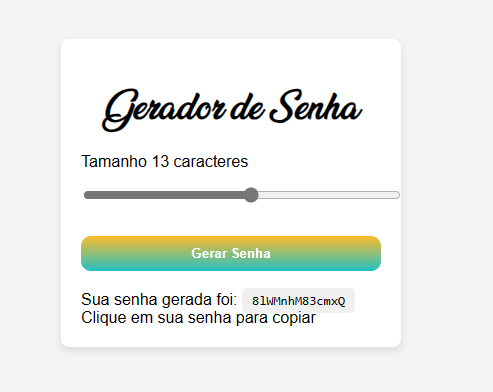 Gerador de Senha
Tamanho 13 caracteres
Gerar Senha
Sua senha gerada foi: 8lWMnhM83cmxQ
Clique em sua senha para copiar